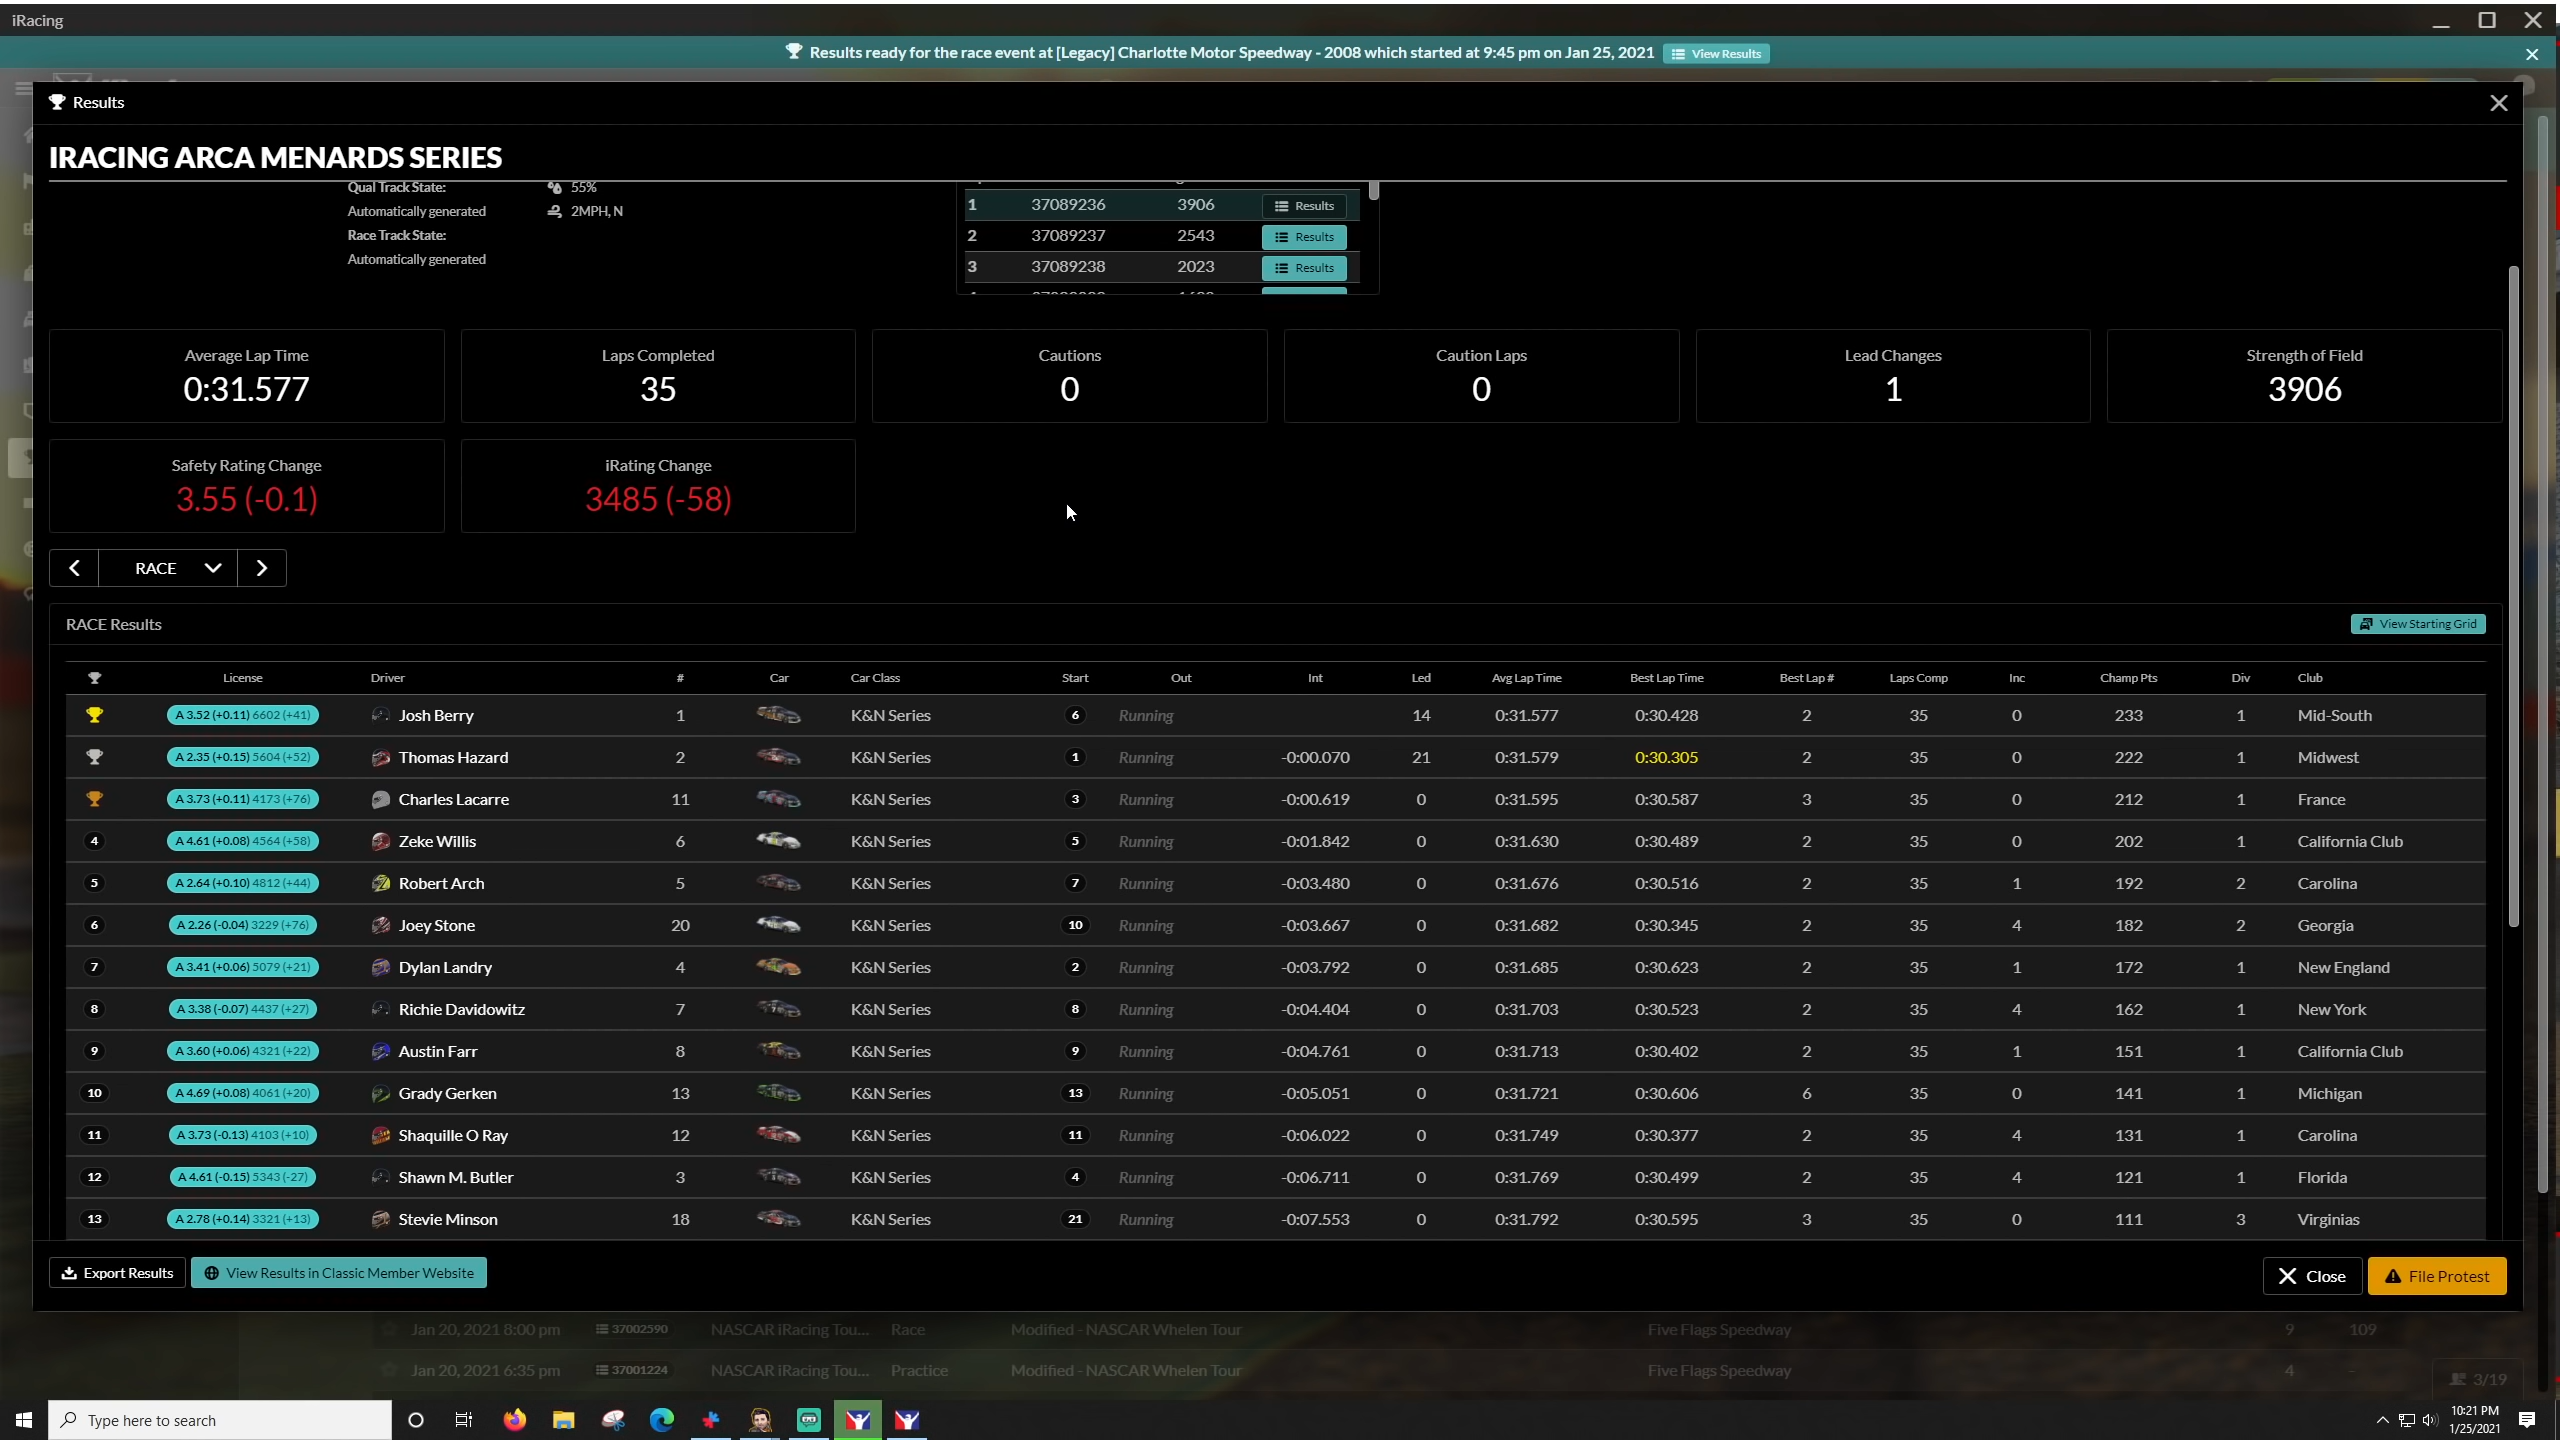 iRacing
Results ready for the race event at [Legacy] Charlotte Motor Speedway - 2008 which started at 9:45 pm on Jan 25, 2021 View Results
Results
IRACING ARCA MENARDS SERIES
Qual Track State: 55%
Automatically generated 2MPH, N
Race Track State:
Automatically generated
1 37089236 3906 Results
2 37089237 2543 Results
3 37089238 2023 Results
Average Lap Time Laps Completed Cautions Caution Laps Lead Changes Strength of Field
0:31.577 35 0 0 1 3906
Safety Rating Change iRating Change
3.55 (-0.1) 3485 (-58)
RACE
RACE Results View Starting Grid
License Driver # Car Car Class Start Out Int Led Avg Lap Time Best Lap Time Best Lap # Laps Comp Inc Champ Pts Div Club
A 3.52 (+0.11) 6602 (+41) Josh Berry 1 K&N Series 6 Running 14 0:31.577 0:30.428 2 35 0 233 1 Mid-South
A 2.35 (+0.15) 5604 (+52) Thomas Hazard 2 K&N Series 1 Running -0:00.070 21 0:31.579 0:30.305 2 35 0 222 1 Midwest
A 3.73 (+0.11) 4173 (+76) Charles Lacarre 11 K&N Series 3 Running -0:00.619 0 0:31.595 0:30.587 3 35 0 212 1 France
4 A 4.61 (+0.08) 4564 (+58) Zeke Willis 6 K&N Series 5 Running -0:01.842 0 0:31.630 0:30.489 2 35 0 202 1 California Club
5 A 2.64 (+0.10) 4812 (+44) Robert Arch 5 K&N Series 7 Running -0:03.480 0 0:31.676 0:30.516 2 35 1 192 2 Carolina
6 A 2.26 (-0.04) 3229 (+76) Joey Stone 20 K&N Series 10 Running -0:03.667 0 0:31.682 0:30.345 2 35 4 182 2 Georgia
7 A 3.41 (+0.06) 5079 (+21) Dylan Landry 4 K&N Series 2 Running -0:03.792 0 0:31.685 0:30.623 2 35 1 172 1 New England
8 A 3.38 (-0.07) 4437 (+27) Richie Davidowitz 7 K&N Series 8 Running -0:04.404 0 0:31.703 0:30.523 2 35 4 162 1 New York
9 A 3.60 (+0.06) 4321 (+22) Austin Farr 8 K&N Series 9 Running -0:04.761 0 0:31.713 0:30.402 2 35 1 151 1 California Club
10 A 4.69 (+0.08) 4061 (+20) Grady Gerken 13 K&N Series 13 Running -0:05.051 0 0:31.721 0:30.606 6 35 0 141 1 Michigan
11 A 3.73 (-0.13) 4103 (+10) Shaquille O Ray 12 K&N Series 11 Running -0:06.022 0 0:31.749 0:30.377 2 35 4 131 1 Carolina
12 A 4.61 (-0.15) 5343 (-27) Shawn M. Butler 3 K&N Series 4 Running -0:06.711 0 0:31.769 0:30.499 2 35 4 121 1 Florida
13 A 2.78 (+0.14) 3321 (+13) Stevie Minson 18 K&N Series 21 Running -0:07.553 0 0:31.792 0:30.595 3 35 0 111 3 Virginias
Export Results View Results in Classic Member Website Close File Protest
Jan 20, 2021 8:00 pm 37002590 NASCAR iRacing Tou... Race Modified - NASCAR Whelen Tour Five Flags Speedway 9 109
Jan 20, 2021 6:35 pm 37001224 NASCAR iRacing Tou... Practice Modified - NASCAR Whelen Tour Five Flags Speedway 4 -
3/19
Type here to search
10:21 PM
1/25/2021